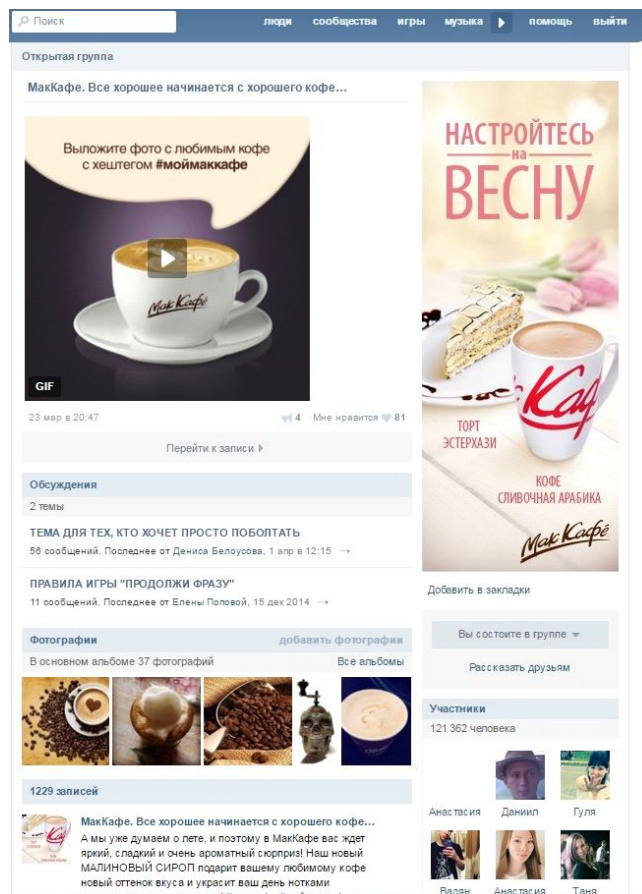 Поиск
люди сообщества игры музыка помощь выйти
Открытая группа
МакКафе. Все хорошее начинается с хорошего кофе...
Выложите фото с любимым кофе
с хештегом #моймаккафе
Мак Кафе
GIF
23 мар в 20:47
4 Мне нравится 81
Перейти к записи
Обсуждения
2 темы
ТЕМА ДЛЯ ТЕХ, КТО ХОЧЕТ ПРОСТО ПОБОЛТАТЬ
56 сообщений. Последнее от Дениса Белоусова, 1 апр в 12:15 →
ПРАВИЛА ИГРЫ "ПРОДОЛЖИ ФРАЗУ"
11 сообщений. Последнее от Елены Поповой, 15 дек 2014 →
Фотографии
добавить фотографии
В основном альбоме 37 фотографий
Все альбомы
1229 записей
МакКафе. Все хорошее начинается с хорошего кофе...
А мы уже думаем о лете, и поэтому в МакКафе вас ждет
яркий, сладкий и очень ароматный сюрприз! Наш новый
МАЛИНОВЫЙ СИРОП подарит вашему любимому кофе
новый оттенок вкуса и украсит ваш день нотками
НАСТРОЙТЕСЬ
на
ВЕСНУ
Каф
ТОРТ
ЭСТЕРХАЗИ
КОФЕ
СЛИВОЧНАЯ АРАБИКА
Мак Кафе
Добавить в закладки
Вы состоите в группе
Рассказать друзьям
Участники
121 362 человека
Анастасия Даниил Гуля
Валян Анастасия Таня